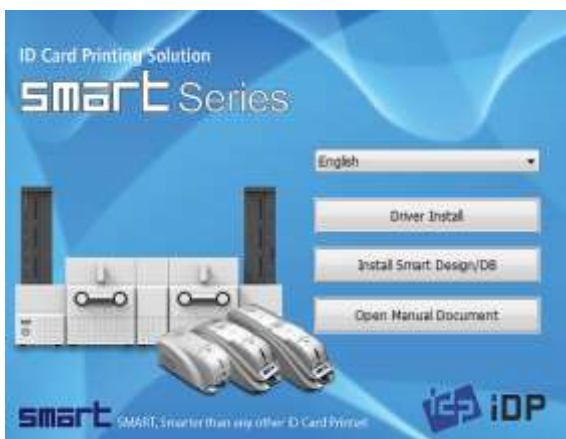 ID Card Printing Solution
smart Series
English
Driver Install
Install Smart Design/DB
Open Manual Document
smart SMART, Smarter than any other ID Card Printer!
iDP iDP